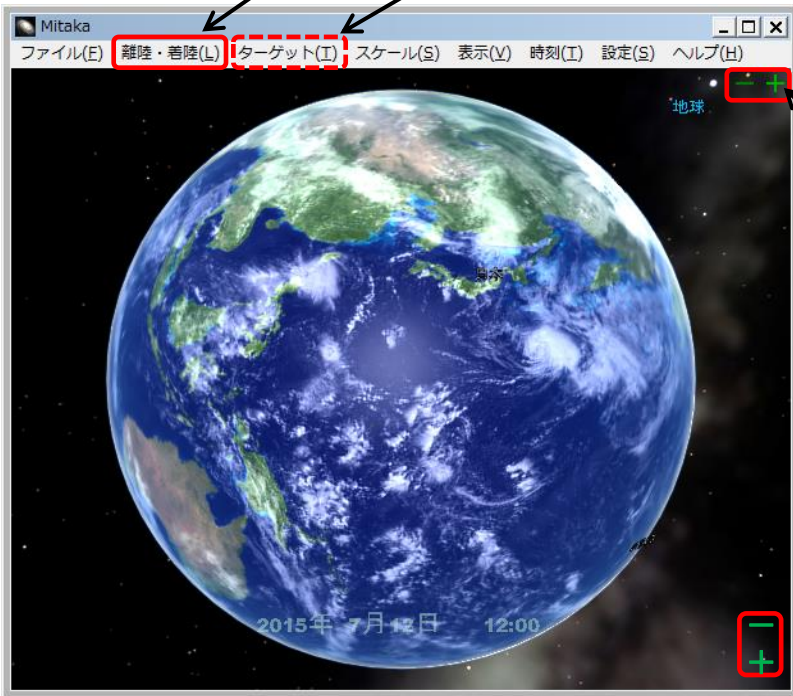 Mitaka
ファイル(F) 離陸・着陸(L) ターゲット(T) スケール(S) 表示(V) 時刻(T) 設定(S) ヘルプ(H)
− +
地球
日本
2015年 7月12日 12:00
−
+